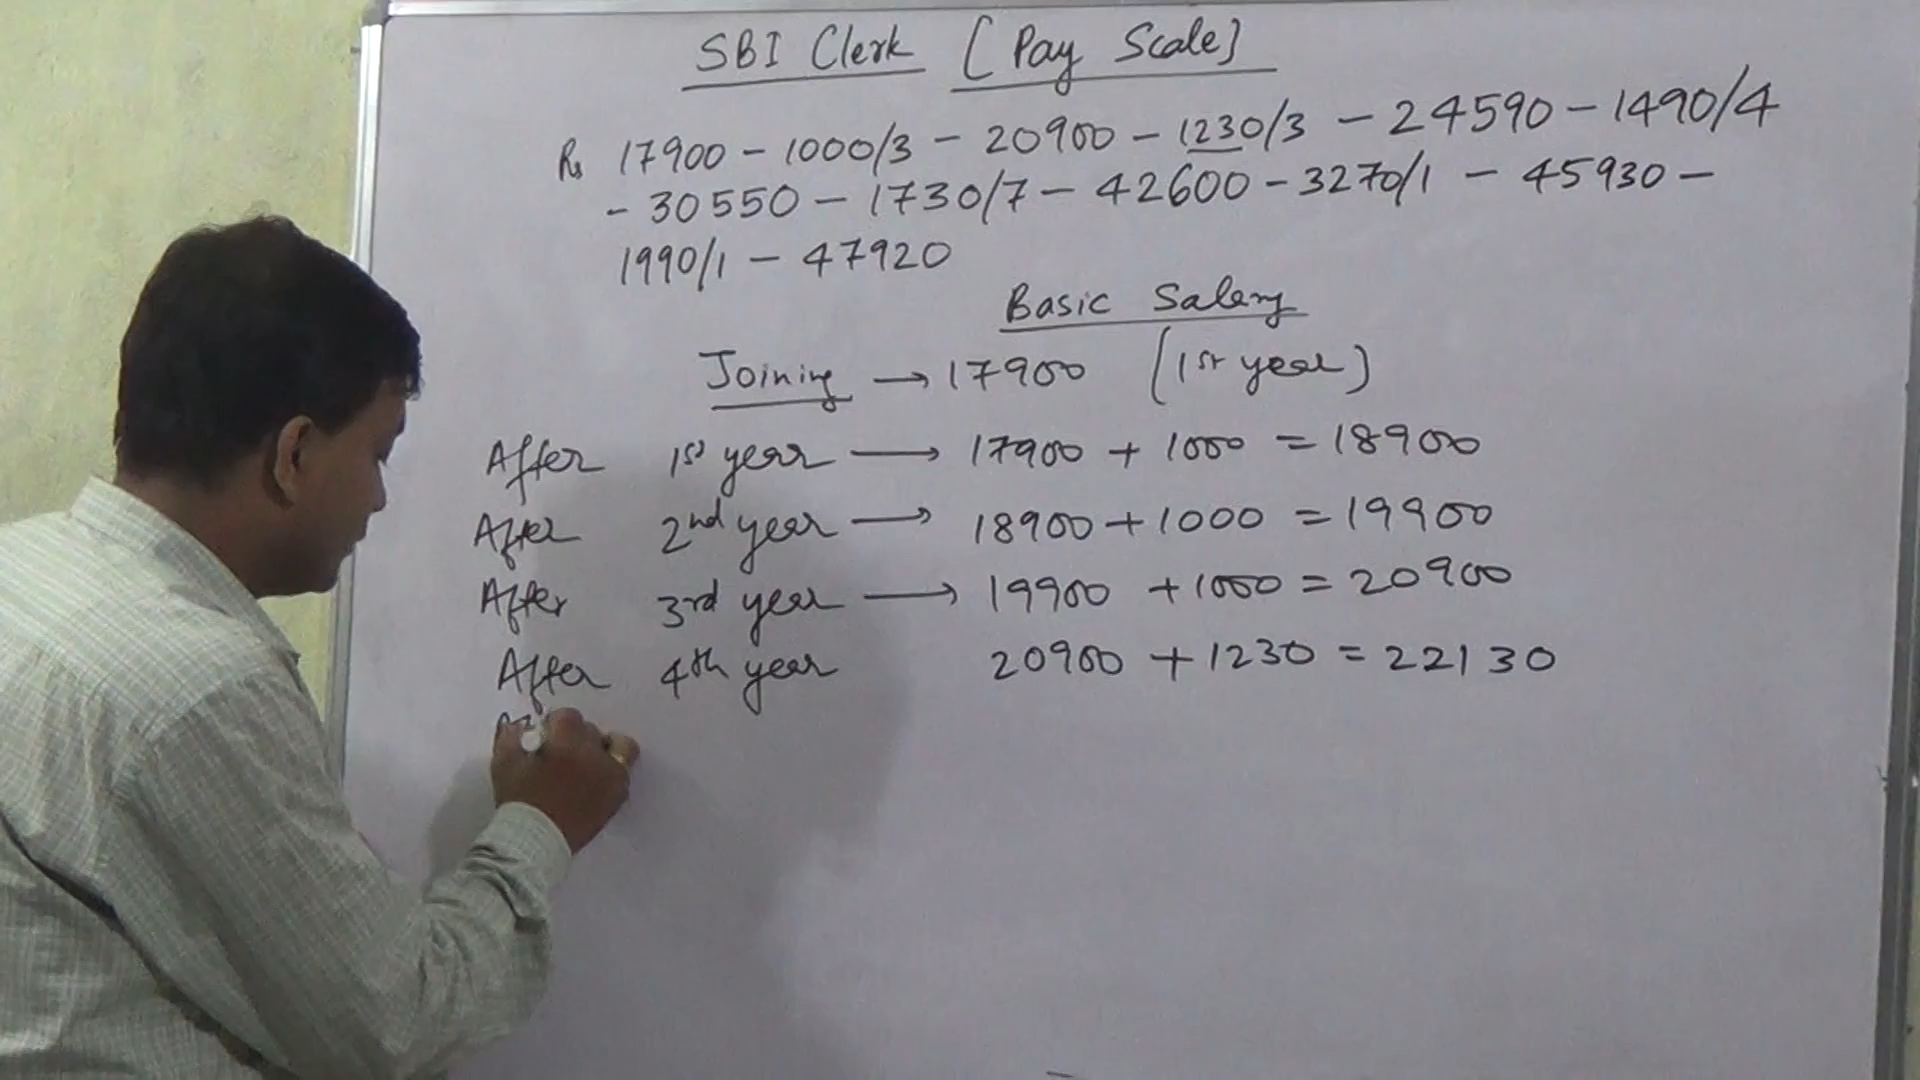 SBI Clerk [Pay Scale]
Rs 17900 - 1000/3 - 20900 - 1230/3 - 24590 - 1490/4
- 30550 - 1730/7 - 42600 - 3270/1 - 45930 -
1990/1 - 47920
Basic Salary
Joining → 17900 (1st year)
After 1st year → 17900 + 1000 = 18900
After 2nd year → 18900 + 1000 = 19900
After 3rd year → 19900 + 1000 = 20900
After 4th year 20900 + 1230 = 22130